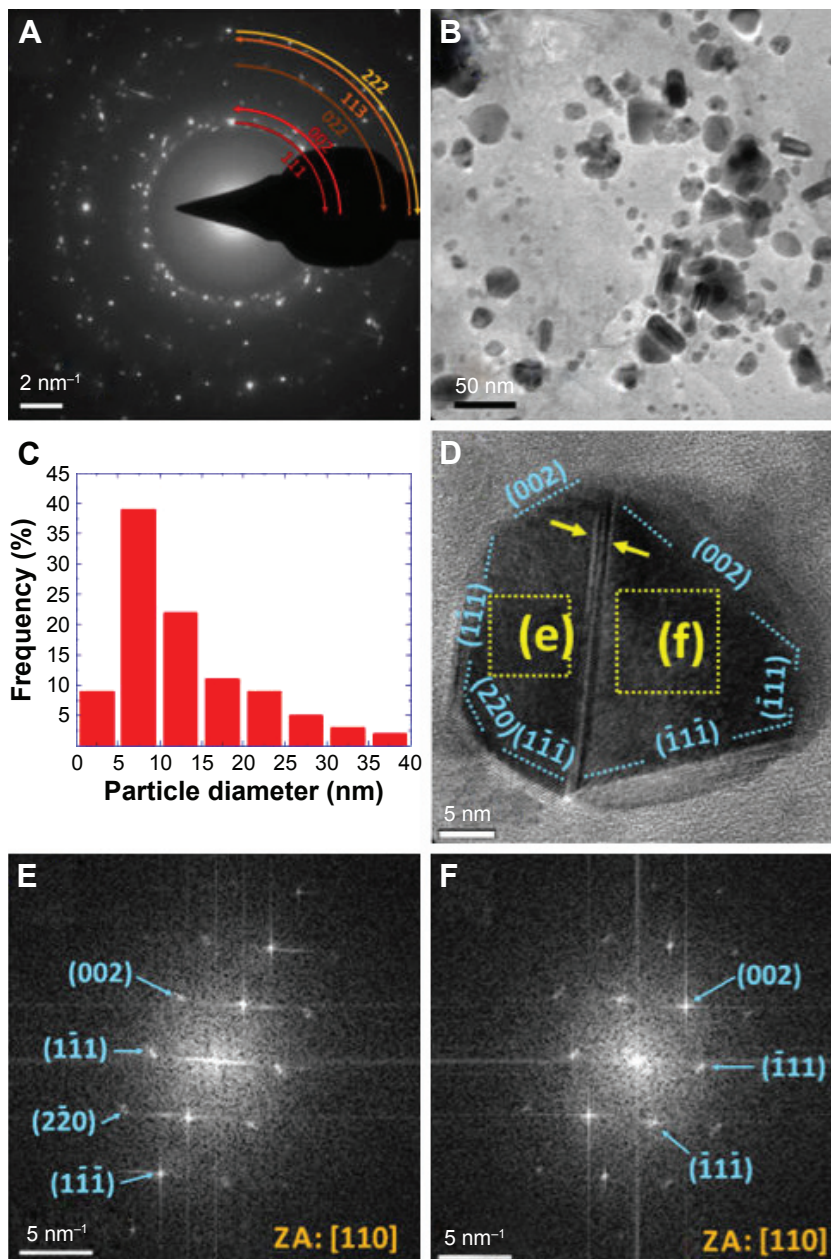 A
222
113
022
002
111
2 nm⁻¹
B
50 nm
C
Frequency (%)
45
40
35
30
25
20
15
10
5
0 5 10 15 20 25 30 35 40
Particle diameter (nm)
D
(002)
(002)
(11̄1)
(e)
(f)
(22̄0)/(11̄1̄)
(1̄11̄)
(1̄11)
5 nm
E
(002)
(11̄1)
(22̄0)
(11̄1̄)
5 nm⁻¹
ZA: [110]
F
(002)
(1̄11)
(1̄11̄)
5 nm⁻¹
ZA: [110]